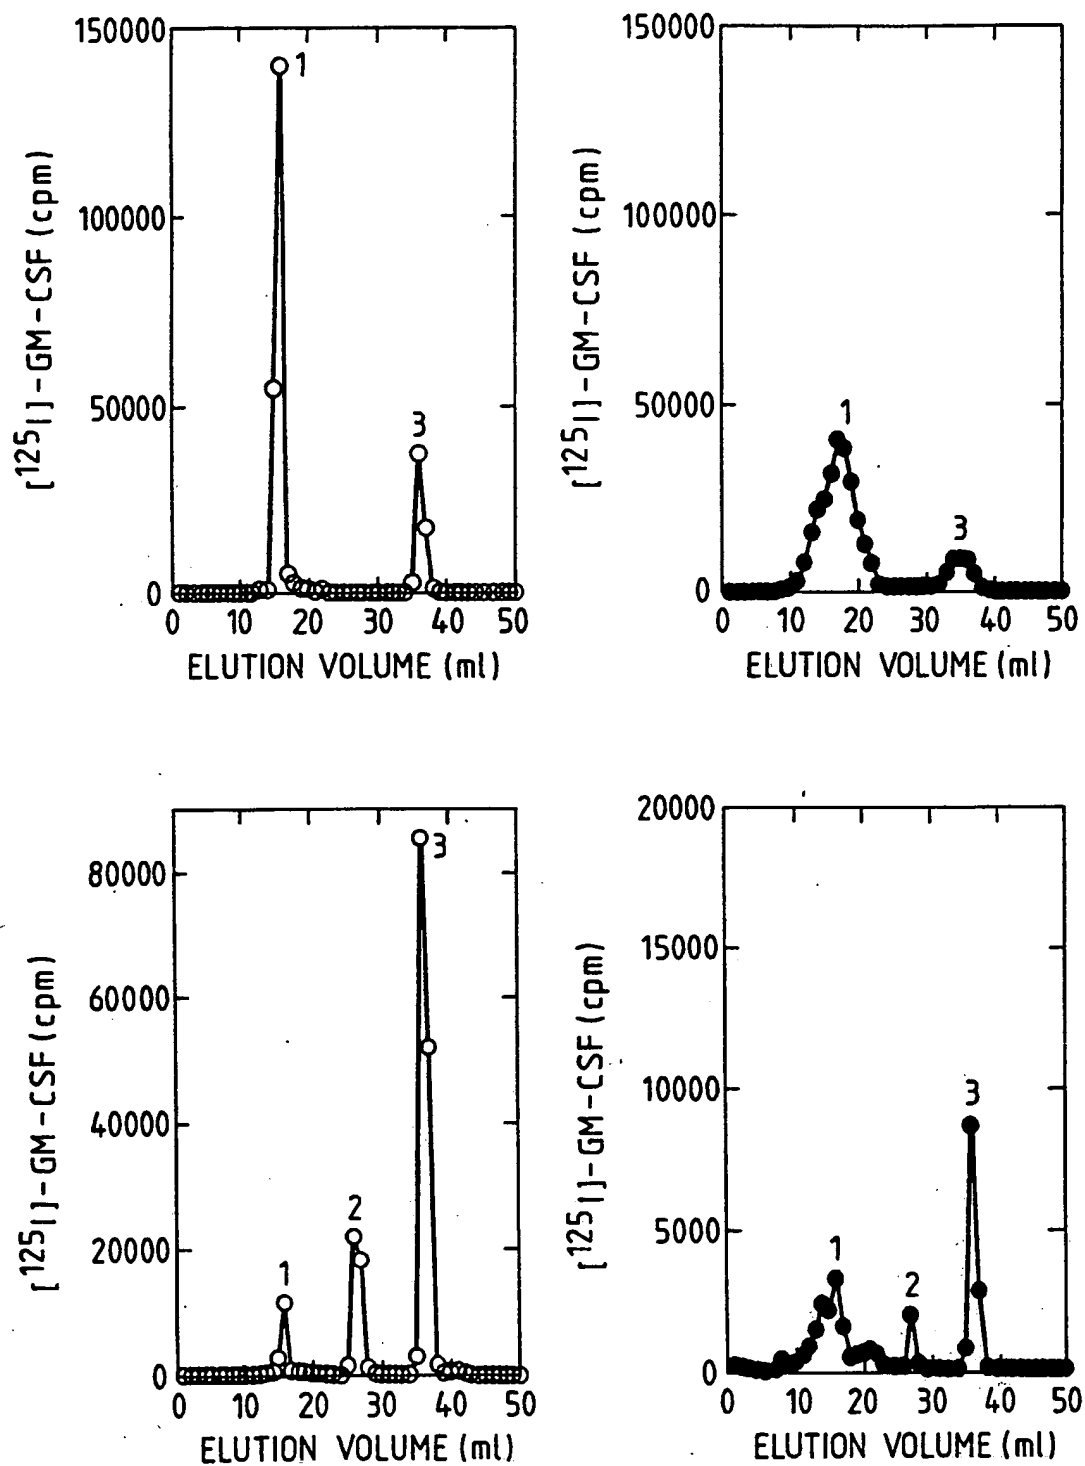 150000
100000
50000
0
[125I]-GM-CSF (cpm)
1
3
0 10 20 30 40 50
ELUTION VOLUME (ml)
150000
100000
50000
0
[125I]-GM-CSF (cpm)
1
3
0 10 20 30 40 50
ELUTION VOLUME (ml)
80000
60000
40000
20000
0
[125I]-GM-CSF (cpm)
1
2
3
0 10 20 30 40 50
ELUTION VOLUME (ml)
20000
15000
10000
5000
0
[125I]-GM-CSF (cpm)
1
2
3
0 10 20 30 40 50
ELUTION VOLUME (ml)